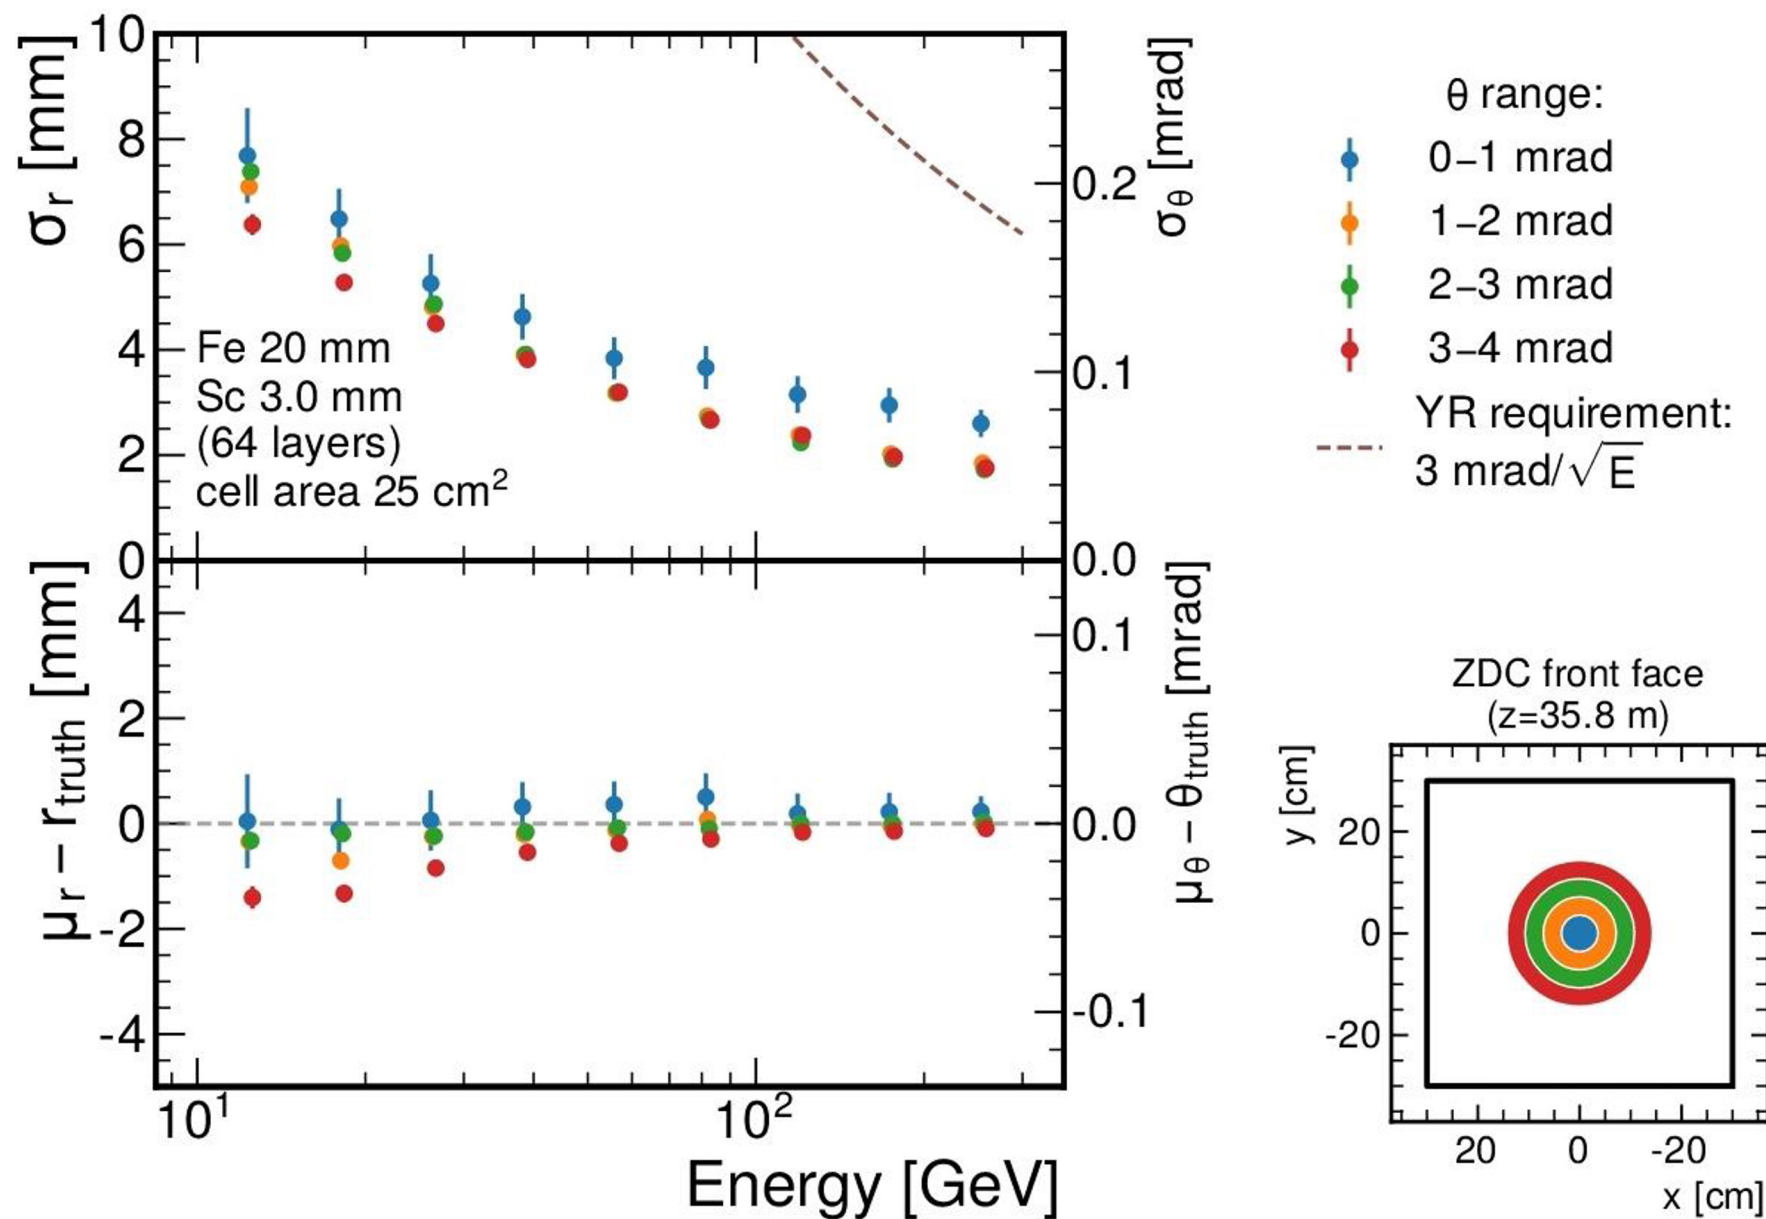 10
8
6
4
2
0
σr [mm]
0.2
0.1
0.0
σθ [mrad]
Fe 20 mm
Sc 3.0 mm
(64 layers)
cell area 25 cm²
θ range:
0−1 mrad
1−2 mrad
2−3 mrad
3−4 mrad
YR requirement:
3 mrad/√E
4
2
0
-2
-4
μr − rtruth [mm]
0.1
0.0
-0.1
μθ − θtruth [mrad]
10¹
10²
Energy [GeV]
ZDC front face
(z=35.8 m)
y [cm]
20
0
-20
20
0
-20
x [cm]